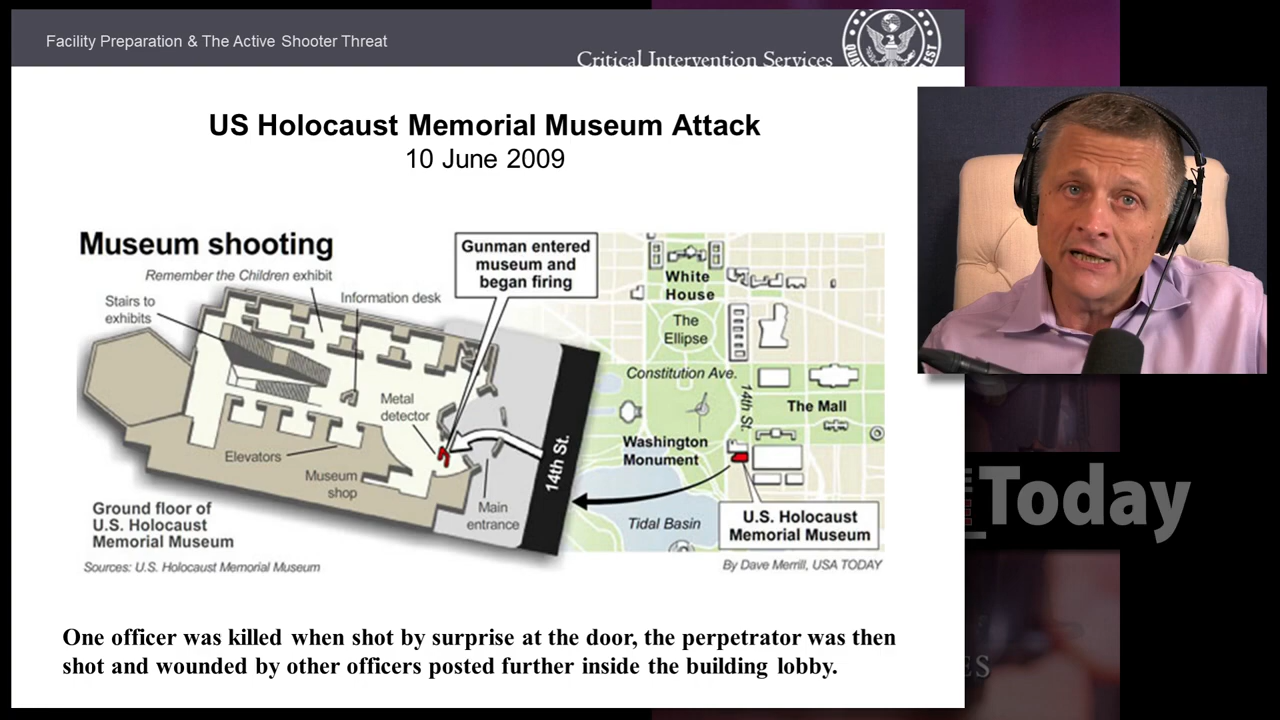 Facility Preparation & The Active Shooter Threat
Critical Intervention Services
US Holocaust Memorial Museum Attack
10 June 2009
Museum shooting
Remember the Children exhibit
Stairs to
exhibits
Information desk
Gunman entered
museum and
began firing
Metal
detector
Elevators
Museum
shop
Main
entrance
14th St.
Ground floor of
U.S. Holocaust
Memorial Museum
Sources: U.S. Holocaust Memorial Museum
White
House
The
Ellipse
Constitution Ave.
14th St.
The Mall
Washington
Monument
Tidal Basin
U.S. Holocaust
Memorial Museum
By Dave Merrill, USA TODAY
One officer was killed when shot by surprise at the door, the perpetrator was then
shot and wounded by other officers posted further inside the building lobby.
Today
ES